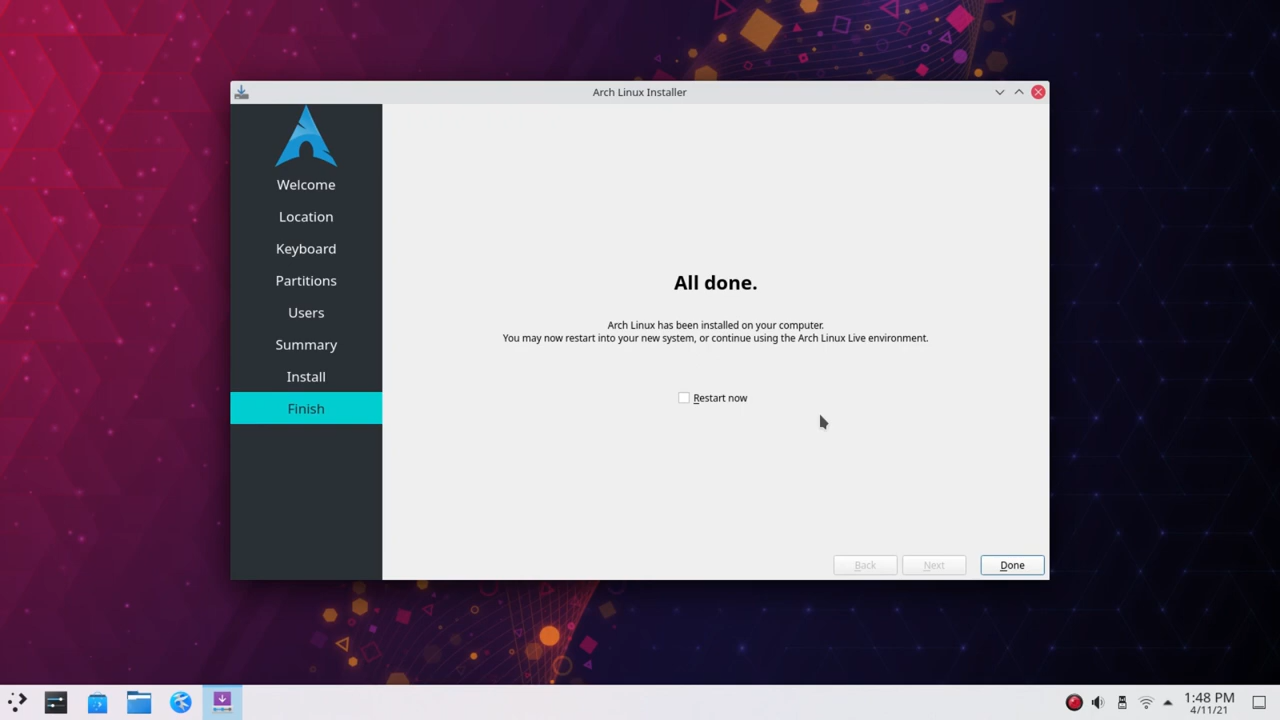 Arch Linux Installer
Welcome
Location
Keyboard
Partitions
Users
Summary
Install
Finish
All done.
Arch Linux has been installed on your computer.
You may now restart into your new system, or continue using the Arch Linux Live environment.
Restart now
Back
Next
Done
1:48 PM
4/11/21